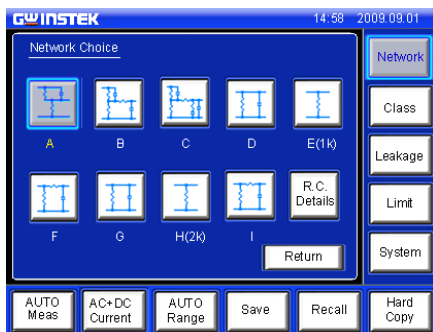 GWINSTEK 14:58 2009.09.01
Network Choice
A B C D E(1k)
F G H(2k) I R.C. Details
Return
Network
Class
Leakage
Limit
System
AUTO Meas
AC+DC Current
AUTO Range
Save
Recall
Hard Copy